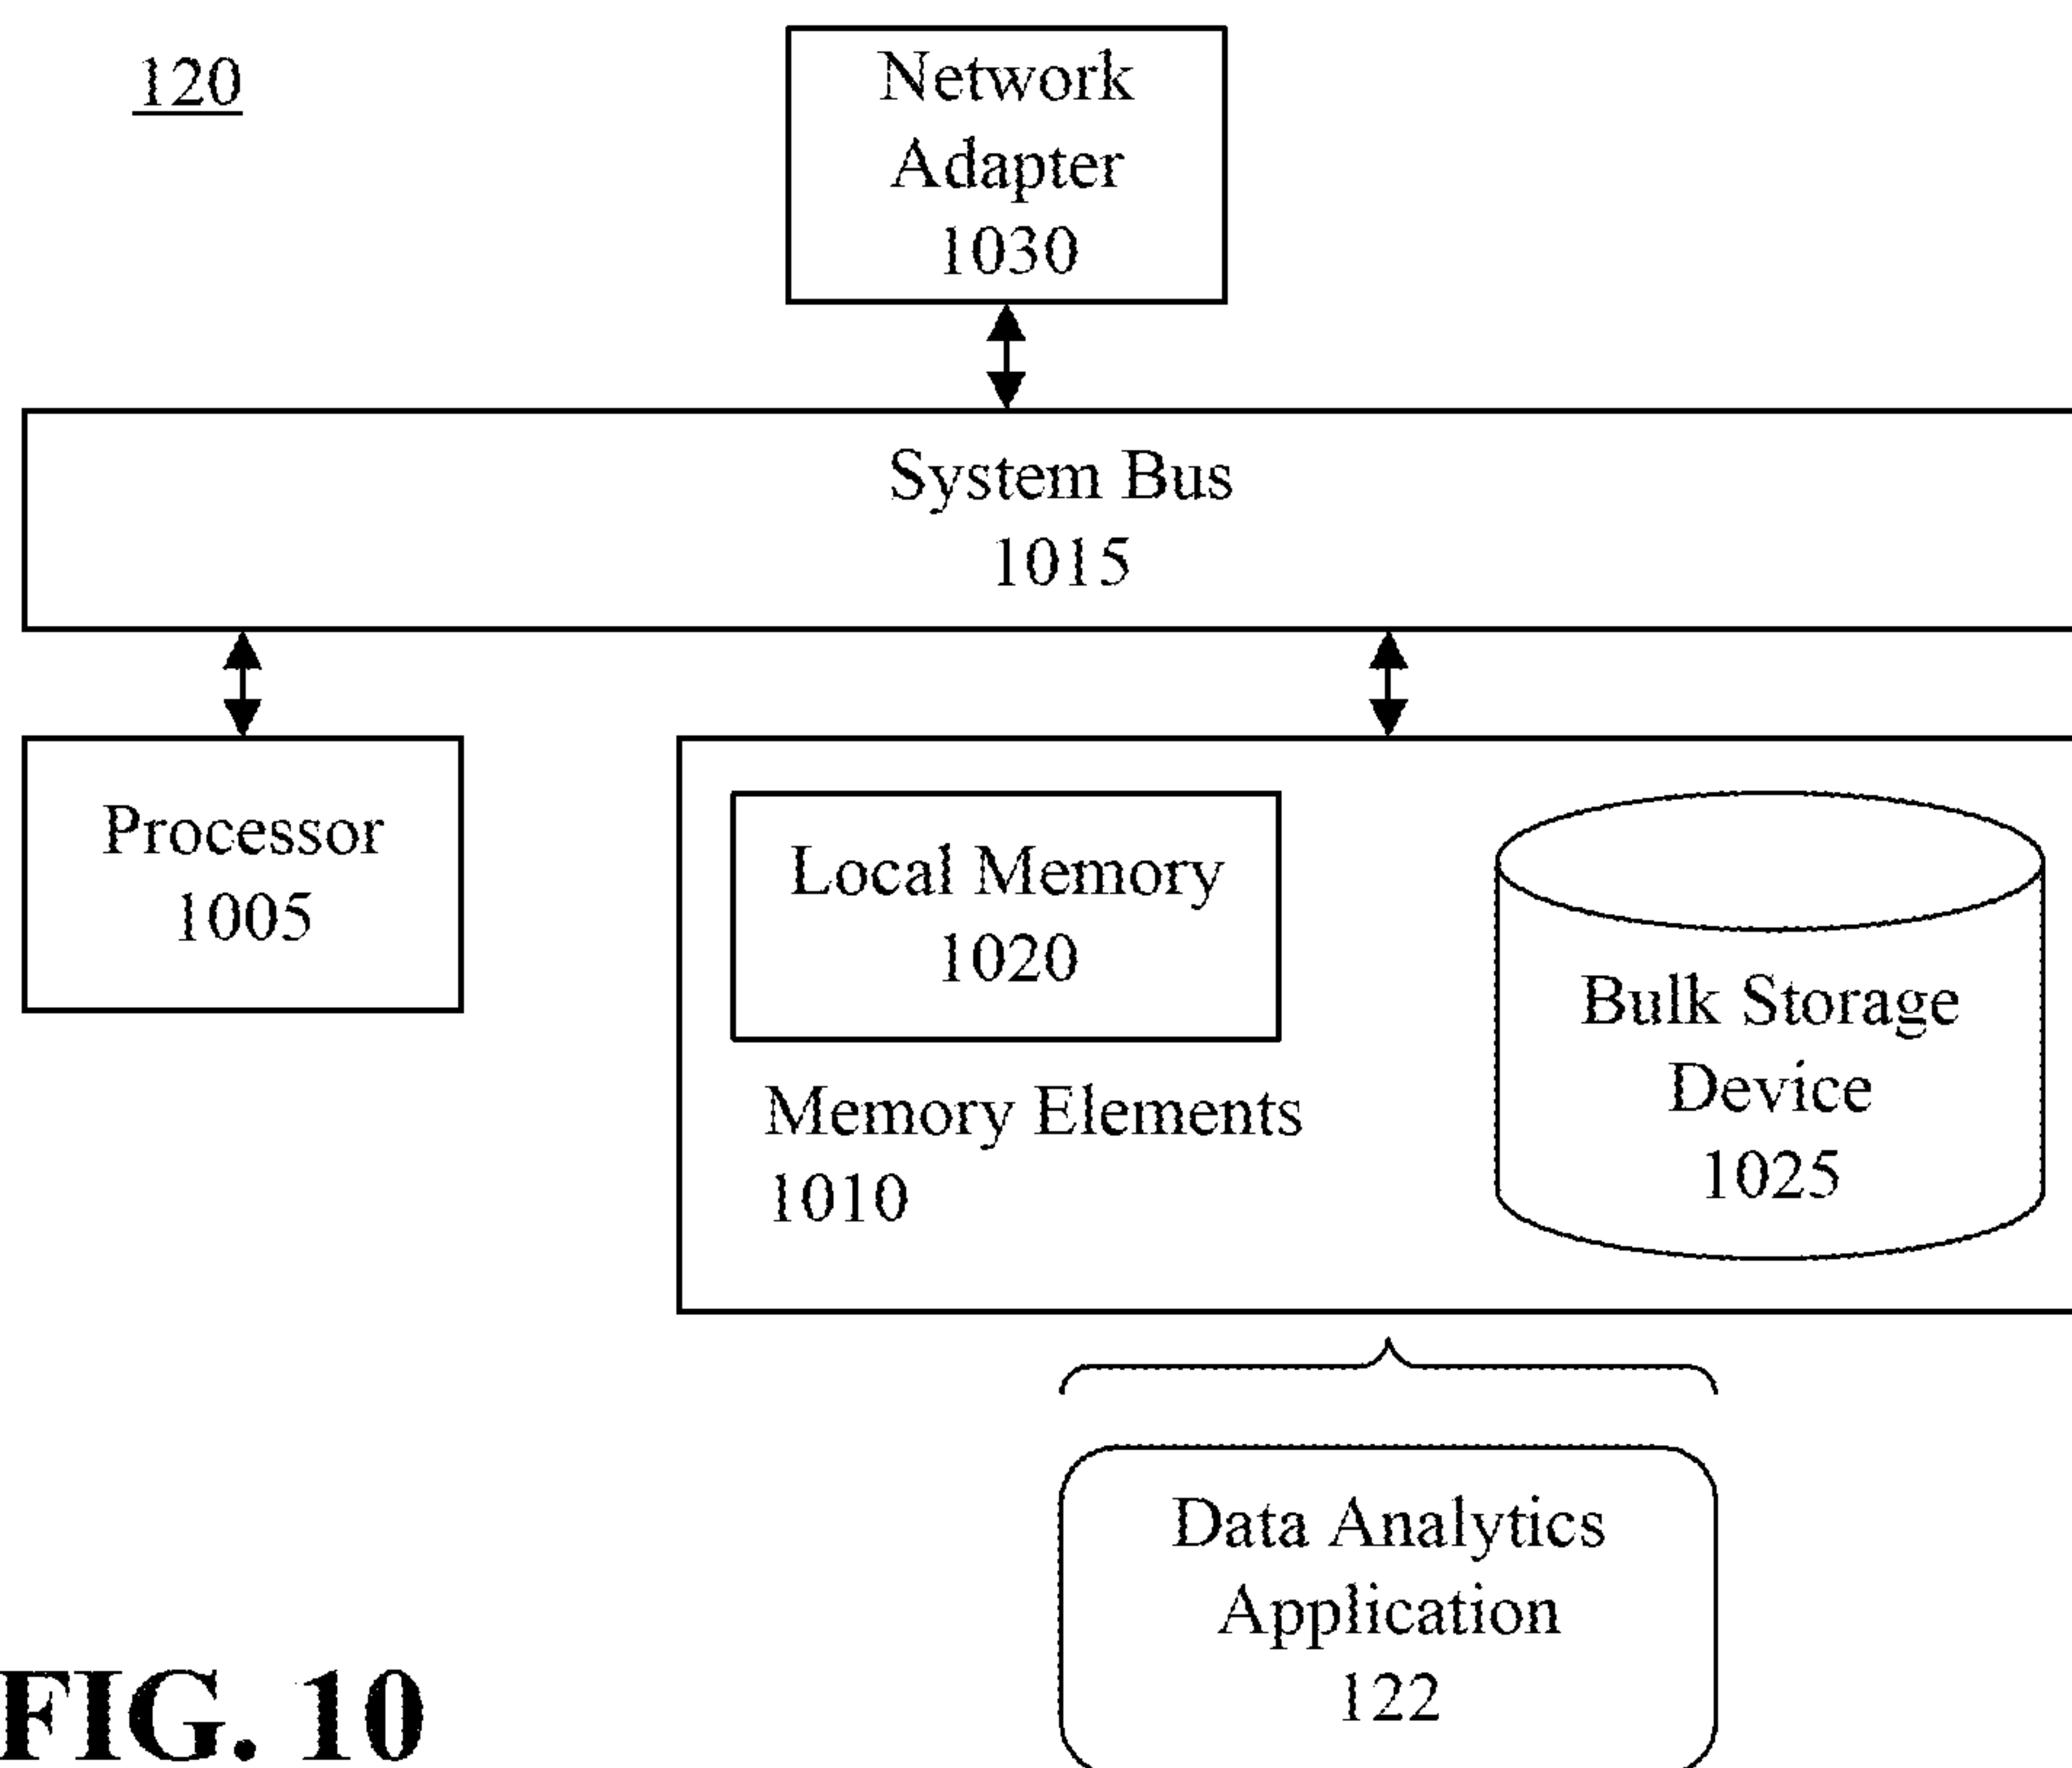 120
Network
Adapter
1030
System Bus
1015
Processor
1005
Local Memory
1020
Memory Elements
1010
Bulk Storage
Device
1025
Data Analytics
Application
122
FIG. 10